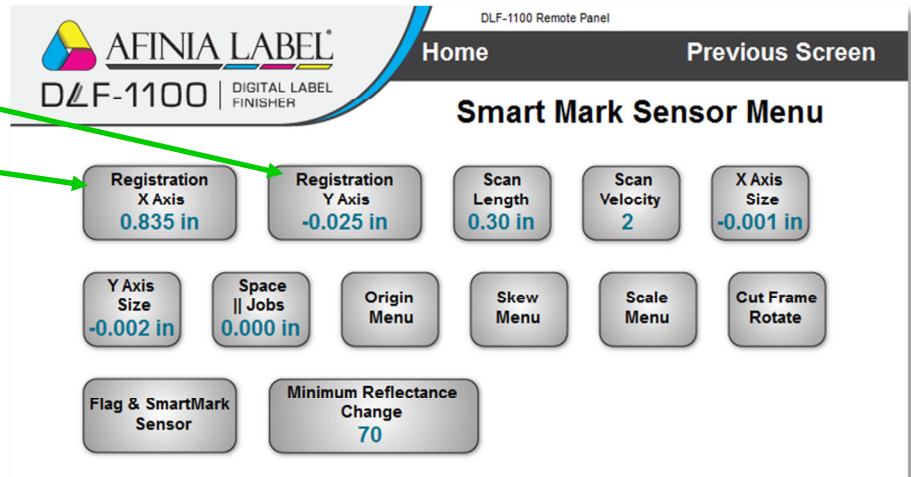 DLF-1100 Remote Panel
AFINIA LABEL®
Home
Previous Screen
DLF-1100 | DIGITAL LABEL
FINISHER
Smart Mark Sensor Menu
Registration
X Axis
0.835 in
Registration
Y Axis
-0.025 in
Scan
Length
0.30 in
Scan
Velocity
2
X Axis
Size
-0.001 in
Y Axis
Size
-0.002 in
Space
|| Jobs
0.000 in
Origin
Menu
Skew
Menu
Scale
Menu
Cut Frame
Rotate
Flag & SmartMark
Sensor
Minimum Reflectance
Change
70